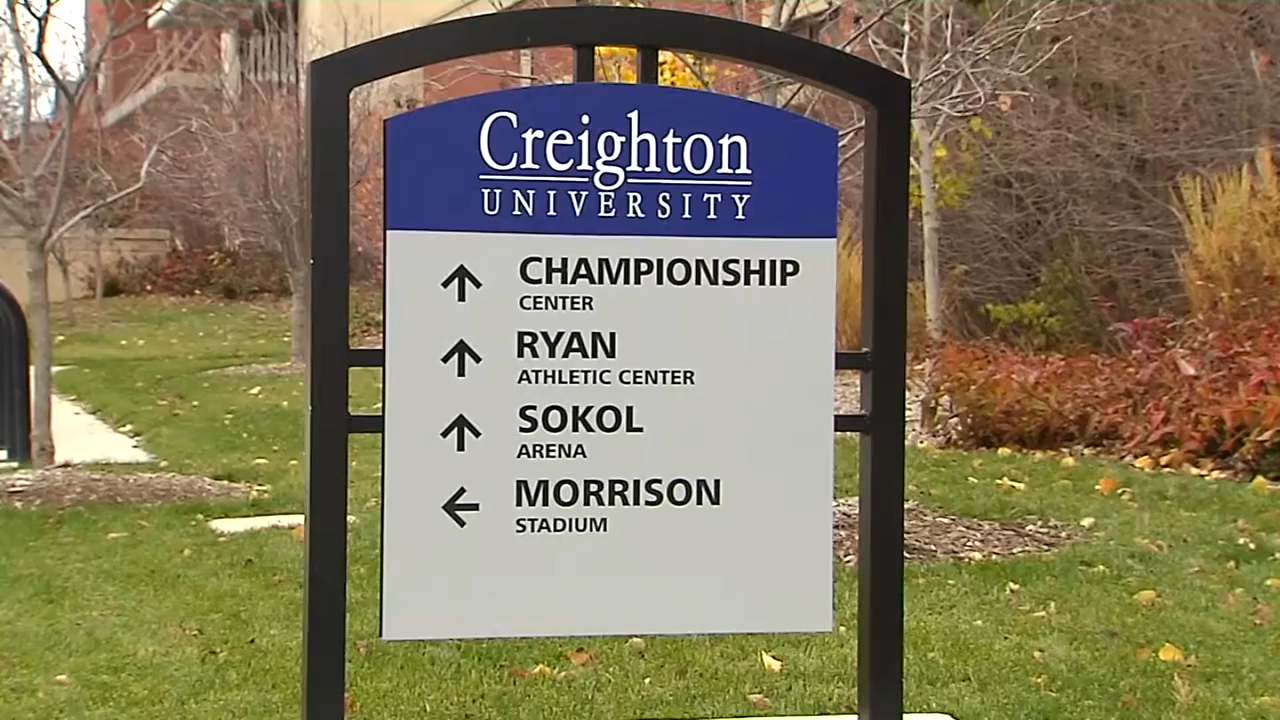 Creighton
UNIVERSITY
↑ CHAMPIONSHIP
CENTER
↑ RYAN
ATHLETIC CENTER
↑ SOKOL
ARENA
← MORRISON
STADIUM